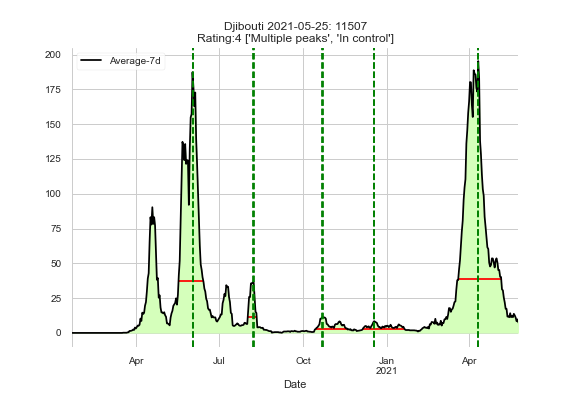 Djibouti 2021-05-25: 11507
Rating:4 ['Multiple peaks', 'In control']
200
Average-7d
175
150
125
100
75
50
25
0
Apr Jul Oct Jan Apr
2021
Date